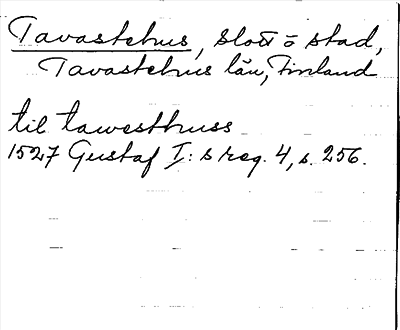 Tavastehus, slott o stad,
Tavastehus län, Finland
til tawesthuss
1527 Gustaf I:s reg. 4, s. 256.